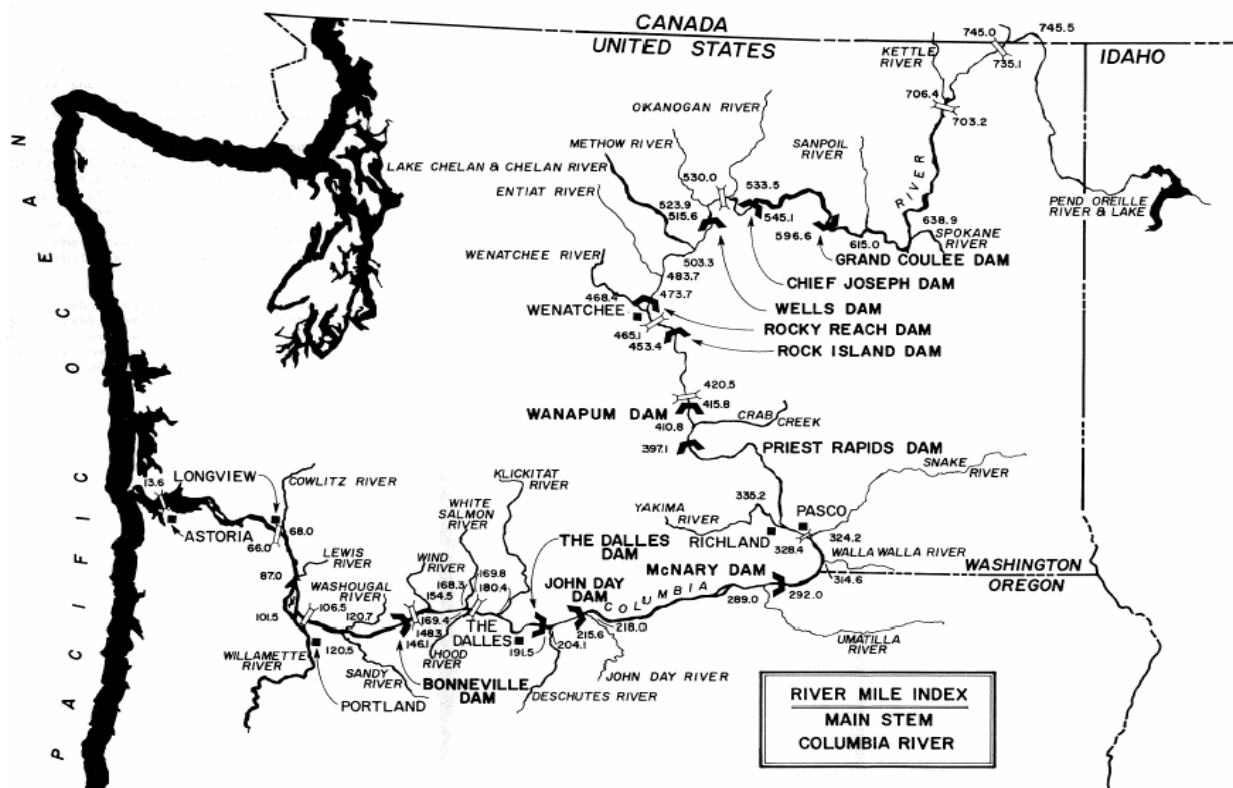 CANADA
UNITED STATES
745.0
745.5
KETTLE
RIVER
735.1
IDAHO
706.4
703.2
OKANOGAN RIVER
METHOW RIVER
SANPOIL
RIVER
LAKE CHELAN & CHELAN RIVER
ENTIAT RIVER
530.0
533.5
RIVER
523.9
515.6
545.1
596.6
615.0
638.9
SPOKANE
RIVER
PEND OREILLE
RIVER & LAKE
GRAND COULEE DAM
WENATCHEE RIVER
503.3
483.7
CHIEF JOSEPH DAM
468.4
473.7
WELLS DAM
WENATCHEE
ROCKY REACH DAM
465.1
453.4
ROCK ISLAND DAM
420.5
415.8
WANAPUM DAM
410.8
CRAB
CREEK
397.1
PRIEST RAPIDS DAM
SNAKE
RIVER
PACIFIC OCEAN
13.6
ASTORIA
LONGVIEW
COWLITZ RIVER
66.0
68.0
KLICKITAT
RIVER
WHITE
SALMON
RIVER
335.2
YAKIMA
RIVER
PASCO
RICHLAND
328.4
324.2
WALLA WALLA RIVER
314.6
WASHINGTON
OREGON
LEWIS
RIVER
87.0
WASHOUGAL
RIVER
WIND
RIVER
168.3
154.5
169.8
180.4
THE DALLES
DAM
JOHN DAY
DAM
COLUMBIA
McNARY DAM
289.0
292.0
101.5
106.5
120.7
120.5
169.4
148.3
146.1
THE
DALLES
191.5
204.1
215.6
218.0
UMATILLA
RIVER
WILLAMETTE
RIVER
PORTLAND
SANDY
RIVER
HOOD
RIVER
BONNEVILLE
DAM
DESCHUTES RIVER
JOHN DAY RIVER
RIVER MILE INDEX
MAIN STEM
COLUMBIA RIVER